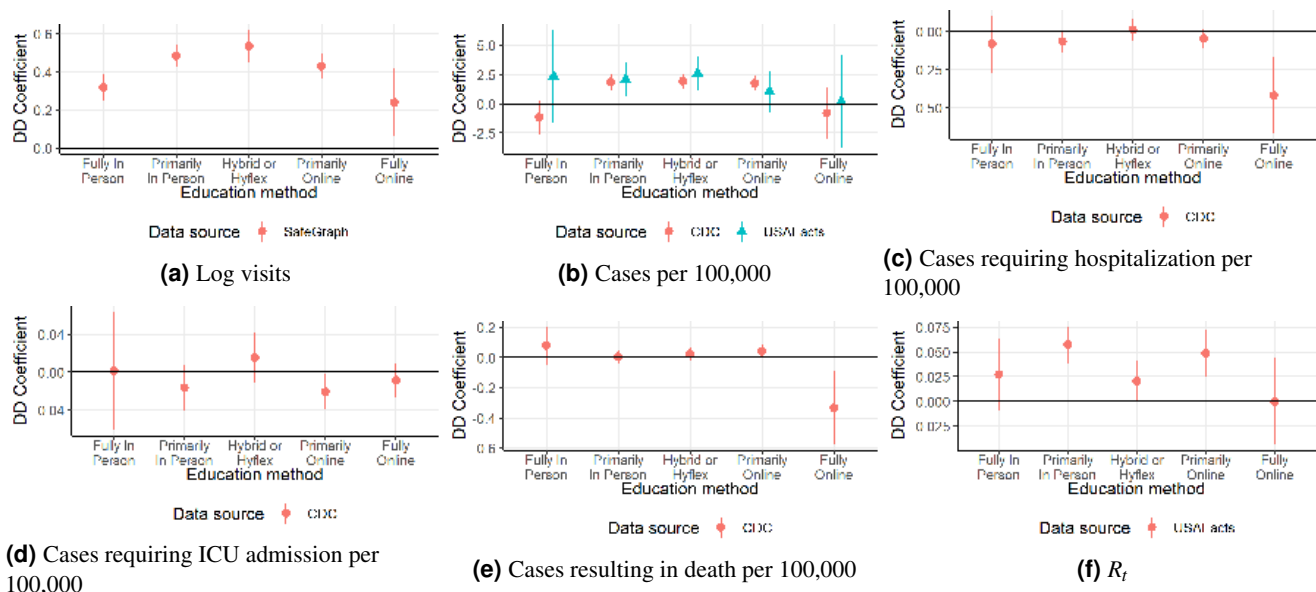 DD Coefficient
0.6
0.4
0.2
0.0
Fully In Person
Primarily In Person
Hybrid or Hyflex
Primarily Online
Fully Online
Education method
Data source SafeGraph
(a) Log visits
DD Coefficient
5.0
2.5
0.0
-2.5
Fully In Person
Primarily In Person
Hybrid or Hyflex
Primarily Online
Fully Online
Education method
Data source CDC USAFacts
(b) Cases per 100,000
DD Coefficient
0.00
0.25
0.50
Fully In Person
Primarily In Person
Hybrid or Hyflex
Primarily Online
Fully Online
Education method
Data source CDC
(c) Cases requiring hospitalization per
100,000
DD Coefficient
0.04
0.00
0.04
Fully In Person
Primarily In Person
Hybrid or Hyflex
Primarily Online
Fully Online
Education method
Data source CDC
(d) Cases requiring ICU admission per
100,000
DD Coefficient
0.2
0.0
-0.2
-0.4
0.6
Fully In Person
Primarily In Person
Hybrid or Hyflex
Primarily Online
Fully Online
Education method
Data source CDC
(e) Cases resulting in death per 100,000
DD Coefficient
0.075
0.050
0.025
0.000
0.025
Fully In Person
Primarily In Person
Hybrid or Hyflex
Primarily Online
Fully Online
Education method
Data source USAFacts
(f) R_t